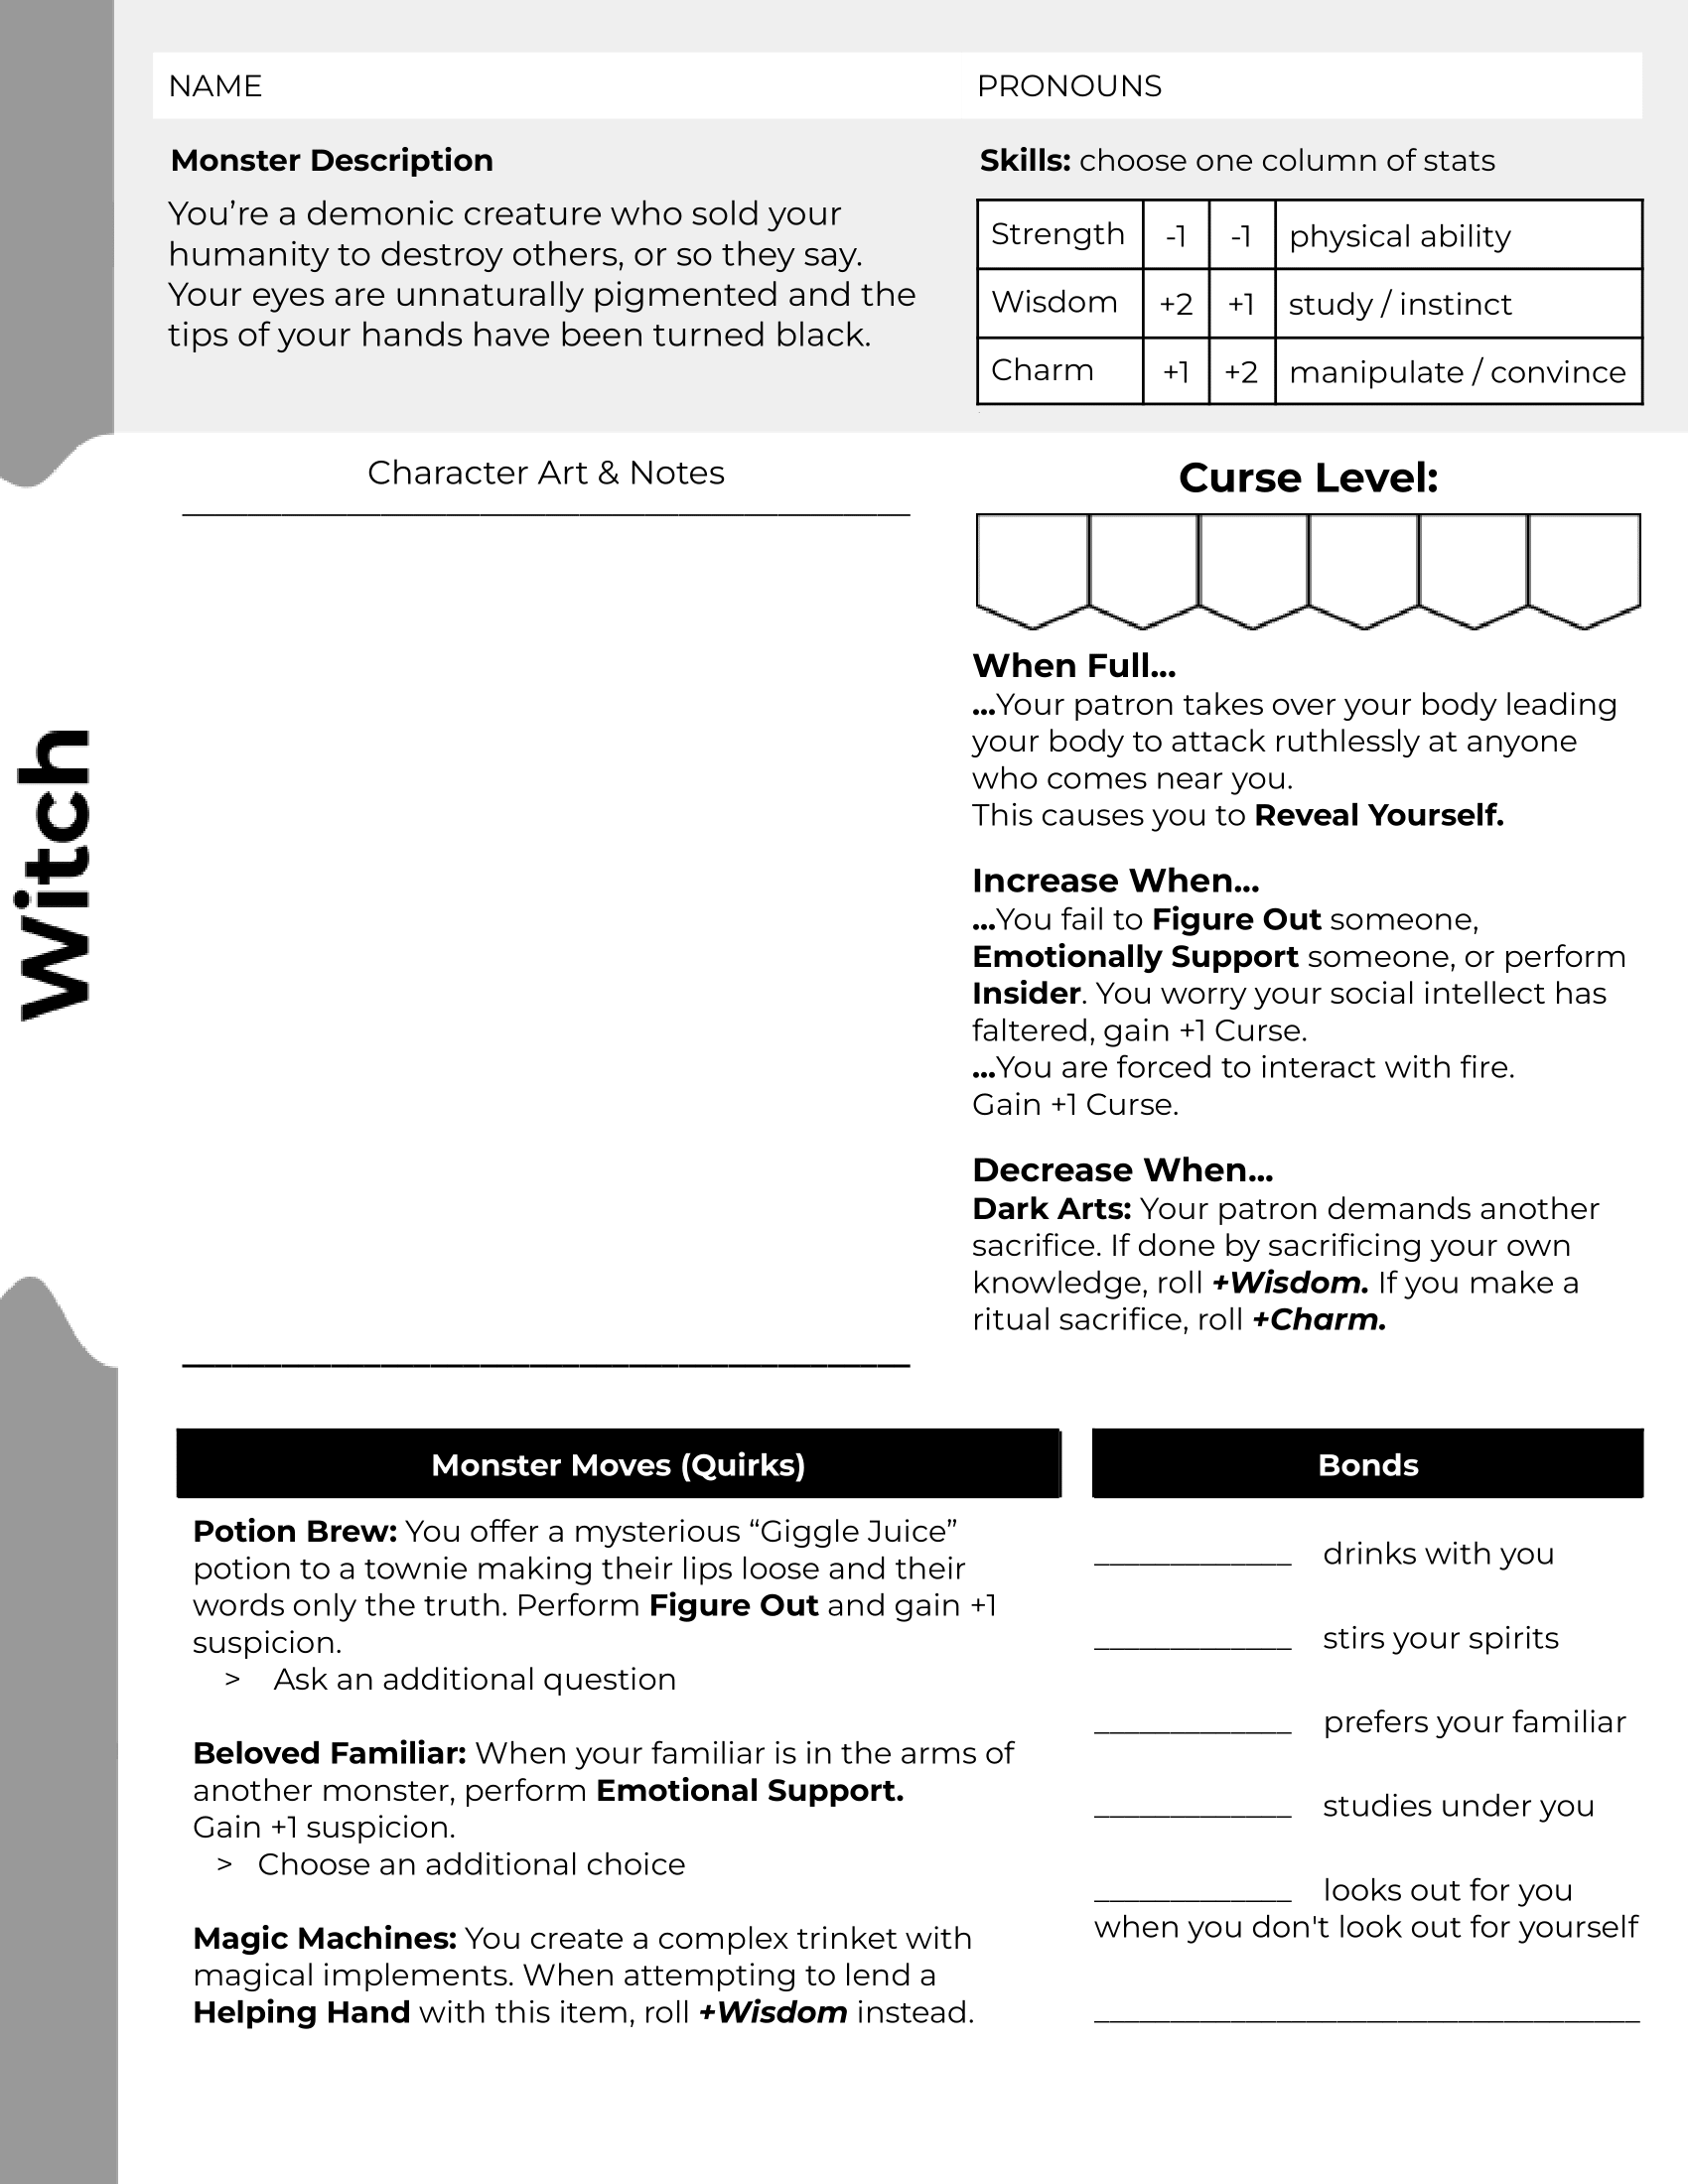 NAME PRONOUNS
Monster Description
You’re a demonic creature who sold your
humanity to destroy others, or so they say.
Your eyes are unnaturally pigmented and the
tips of your hands have been turned black.
Skills: choose one column of stats
Strength -1 -1 physical ability
Wisdom +2 +1 study / instinct
Charm +1 +2 manipulate / convince
Witch
Character Art & Notes
Curse Level:
When Full...
...Your patron takes over your body leading
your body to attack ruthlessly at anyone
who comes near you.
This causes you to Reveal Yourself.
Increase When...
...You fail to Figure Out someone,
Emotionally Support someone, or perform
Insider. You worry your social intellect has
faltered, gain +1 Curse.
...You are forced to interact with fire.
Gain +1 Curse.
Decrease When...
Dark Arts: Your patron demands another
sacrifice. If done by sacrificing your own
knowledge, roll +Wisdom. If you make a
ritual sacrifice, roll +Charm.
Monster Moves (Quirks)
Potion Brew: You offer a mysterious “Giggle Juice”
potion to a townie making their lips loose and their
words only the truth. Perform Figure Out and gain +1
suspicion.
> Ask an additional question
Beloved Familiar: When your familiar is in the arms of
another monster, perform Emotional Support.
Gain +1 suspicion.
> Choose an additional choice
Magic Machines: You create a complex trinket with
magical implements. When attempting to lend a
Helping Hand with this item, roll +Wisdom instead.
Bonds
_____________ drinks with you
_____________ stirs your spirits
_____________ prefers your familiar
_____________ studies under you
_____________ looks out for you
when you don't look out for yourself